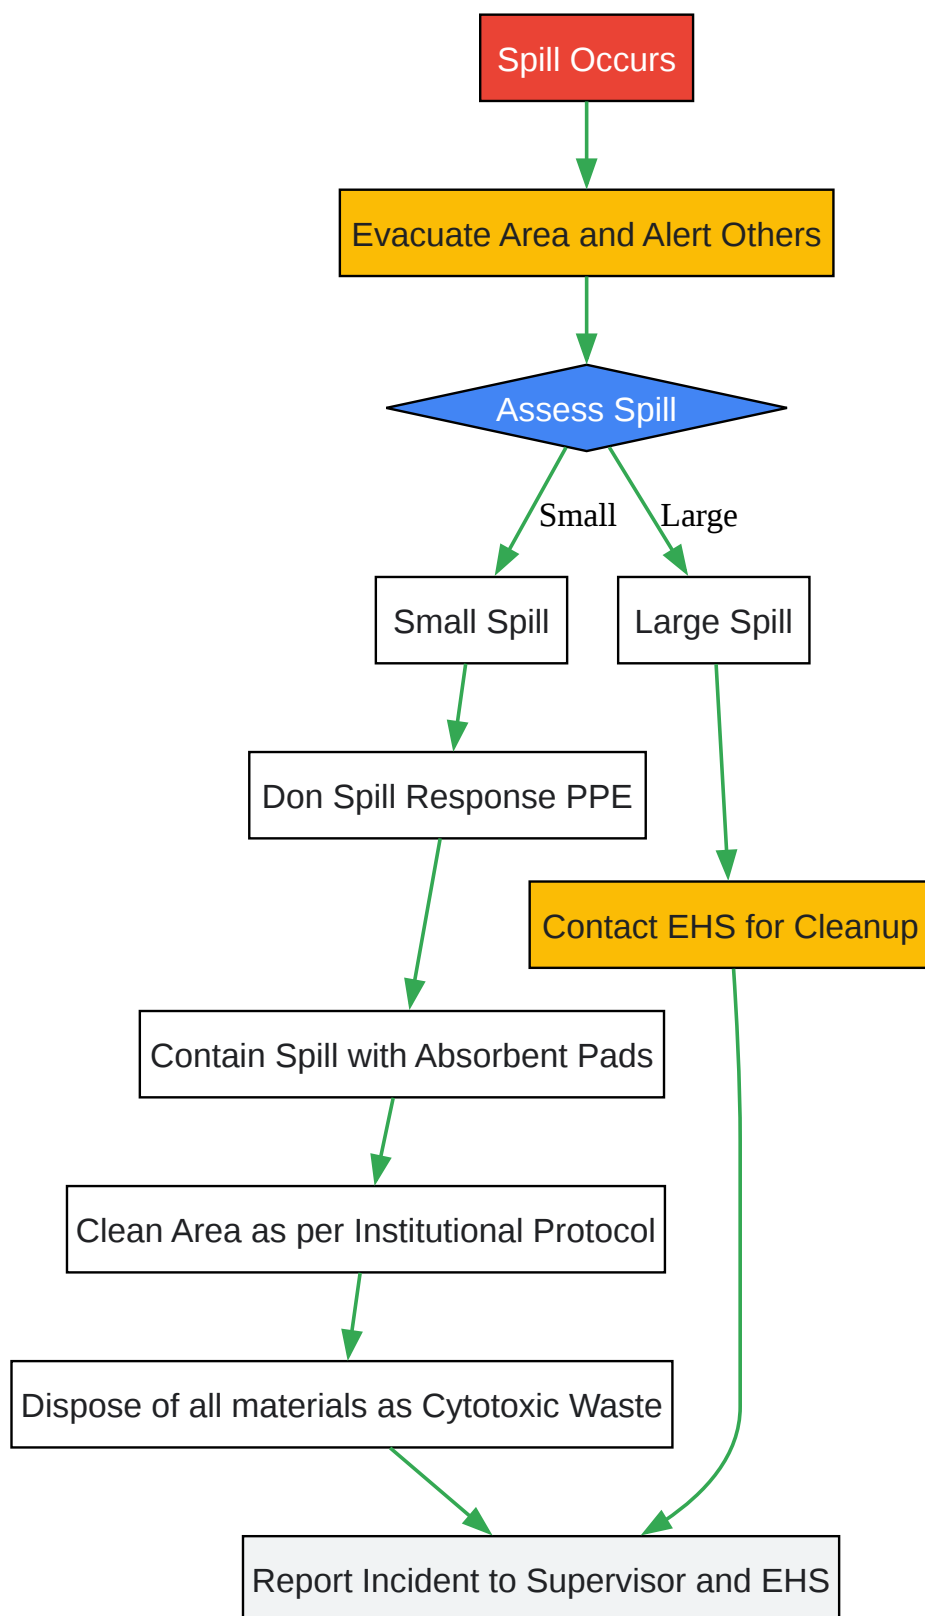 Spill Occurs
Evacuate Area and Alert Others
Assess Spill
Small
Large
Small Spill
Large Spill
Don Spill Response PPE
Contact EHS for Cleanup
Contain Spill with Absorbent Pads
Clean Area as per Institutional Protocol
Dispose of all materials as Cytotoxic Waste
Report Incident to Supervisor and EHS